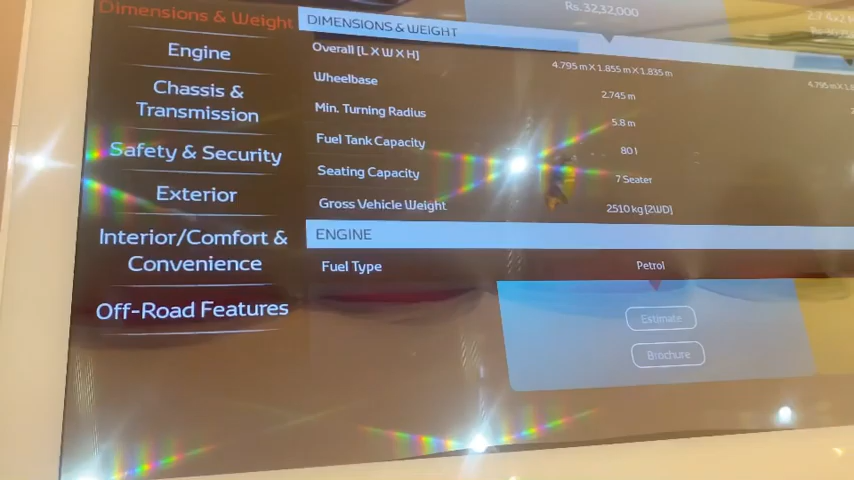 Rs.32,32,000
Dimensions & Weight
DIMENSIONS & WEIGHT
Overall [L X W X H]
4.795 m X 1.855 m X 1.835 m
Wheelbase
2.745 m
Min. Turning Radius
5.8 m
Fuel Tank Capacity
80 l
Seating Capacity
7 Seater
Gross Vehicle Weight
2510 kg [2WD]
ENGINE
Fuel Type
Petrol
Engine
Chassis &
Transmission
Safety & Security
Exterior
Interior/Comfort &
Convenience
Off-Road Features
Estimate
Brochure